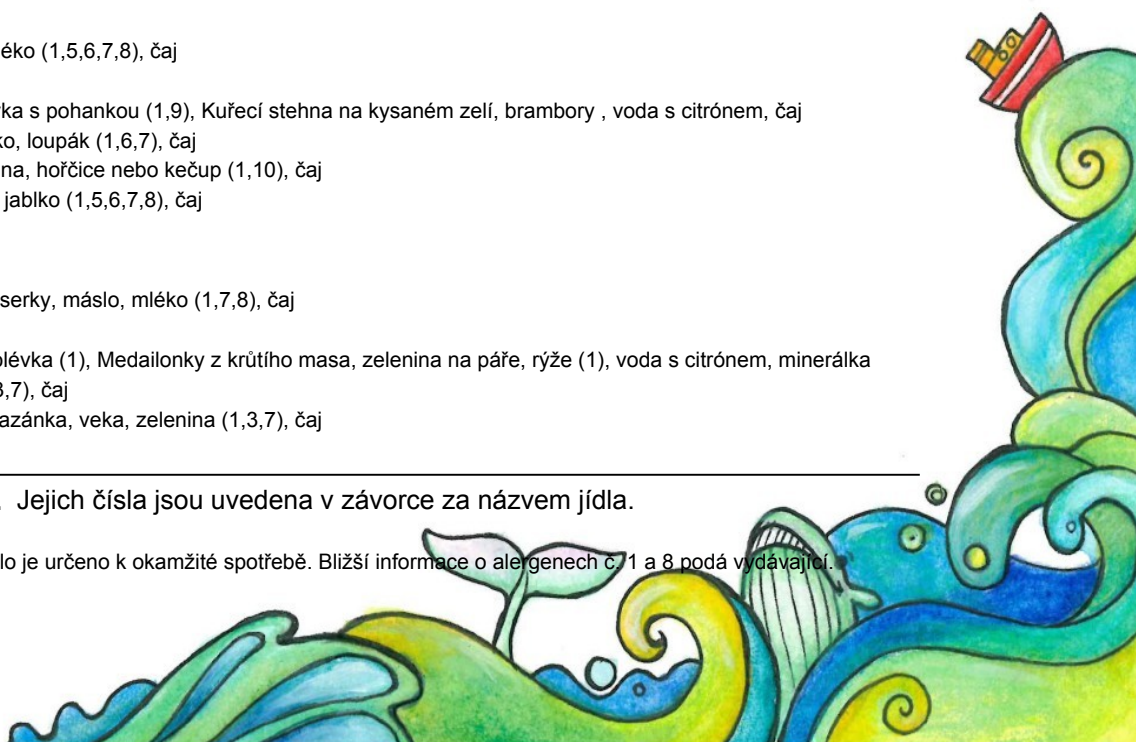 éko (1,5,6,7,8), čaj
ka s pohankou (1,9), Kuřecí stehna na kysaném zelí, brambory , voda s citrónem, čaj
ko, loupák (1,6,7), čaj
na, hořčice nebo kečup (1,10), čaj
jablko (1,5,6,7,8), čaj
serky, máslo, mléko (1,7,8), čaj
lévka (1), Medailonky z krůtího masa, zelenina na páře, rýže (1), voda s citrónem, minerálka
,7), čaj
azánka, veka, zelenina (1,3,7), čaj
. Jejich čísla jsou uvedena v závorce za názvem jídla.
lo je určeno k okamžité spotřebě. Bližší informace o alergenech č. 1 a 8 podá vydávající.